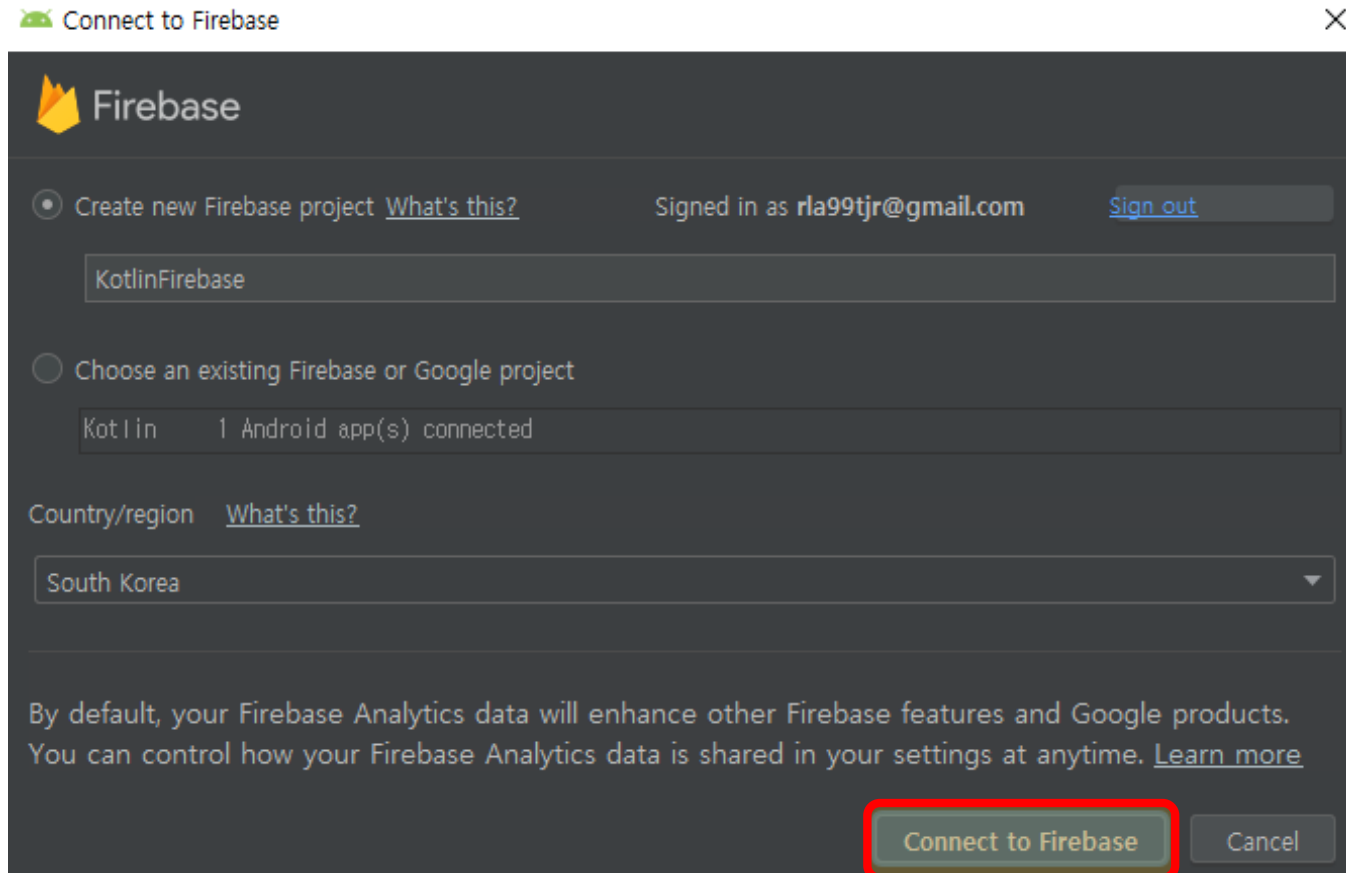 Connect to Firebase
Firebase
Create new Firebase project What's this? Signed in as rla99tjr@gmail.com Sign out
KotlinFirebase
Choose an existing Firebase or Google project
Kotlin 1 Android app(s) connected
Country/region What's this?
South Korea
By default, your Firebase Analytics data will enhance other Firebase features and Google products.
You can control how your Firebase Analytics data is shared in your settings at anytime. Learn more
Connect to Firebase Cancel